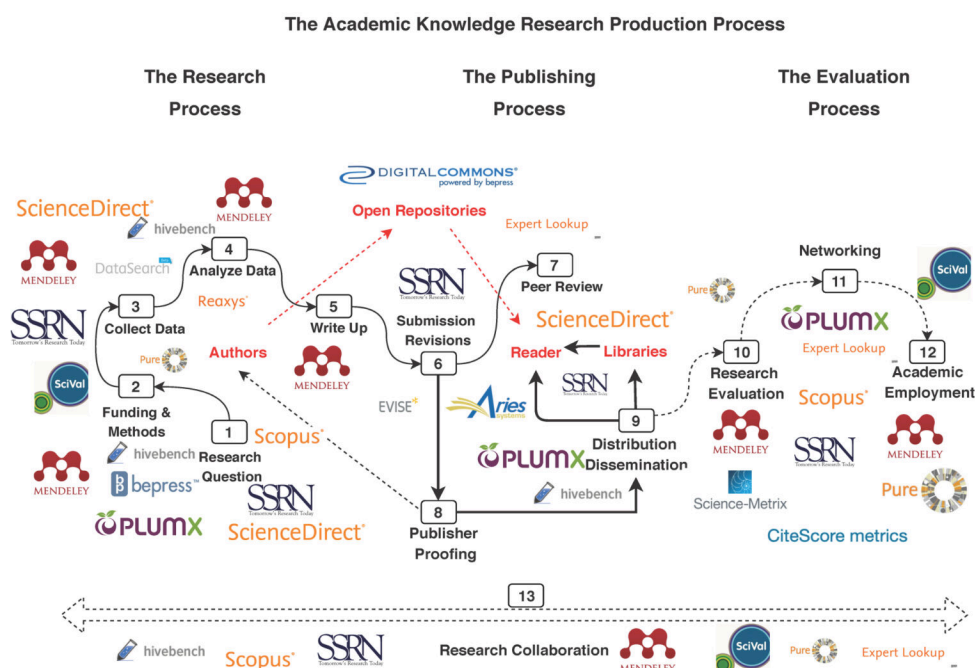 The Academic Knowledge Research Production Process
The Research
Process
The Publishing
Process
The Evaluation
Process
DIGITALCOMMONS
powered by bepress
Open Repositories
ScienceDirect
MENDELEY
hivebench
4
Analyze Data
MENDELEY
DataSearch
Reaxys
3
Collect Data
SSRN
Tomorrow's Research Today
5
Write Up
MENDELEY
Authors
Pure
SciVal
2
Funding &
Methods
1
Research
Question
Scopus
MENDELEY
hivebench
bepress
PLUMX
SSRN
Tomorrow's Research Today
ScienceDirect
Expert Lookup
7
Peer Review
SSRN
Tomorrow's Research Today
Submission
Revisions
6
ScienceDirect
Reader
Libraries
SSRN
Tomorrow's Research Today
EVISE
Aries
systems
9
Distribution
Dissemination
PLUMX
hivebench
8
Publisher
Proofing
Networking
11
SciVal
Pure
PLUMX
Expert Lookup
10
Research
Evaluation
12
Academic
Employment
Scopus
MENDELEY
SSRN
Tomorrow's Research Today
MENDELEY
Science-Metrix
Pure
CiteScore metrics
13
hivebench
Scopus
SSRN
Tomorrow's Research Today
Research Collaboration
MENDELEY
SciVal
Pure
Expert Lookup